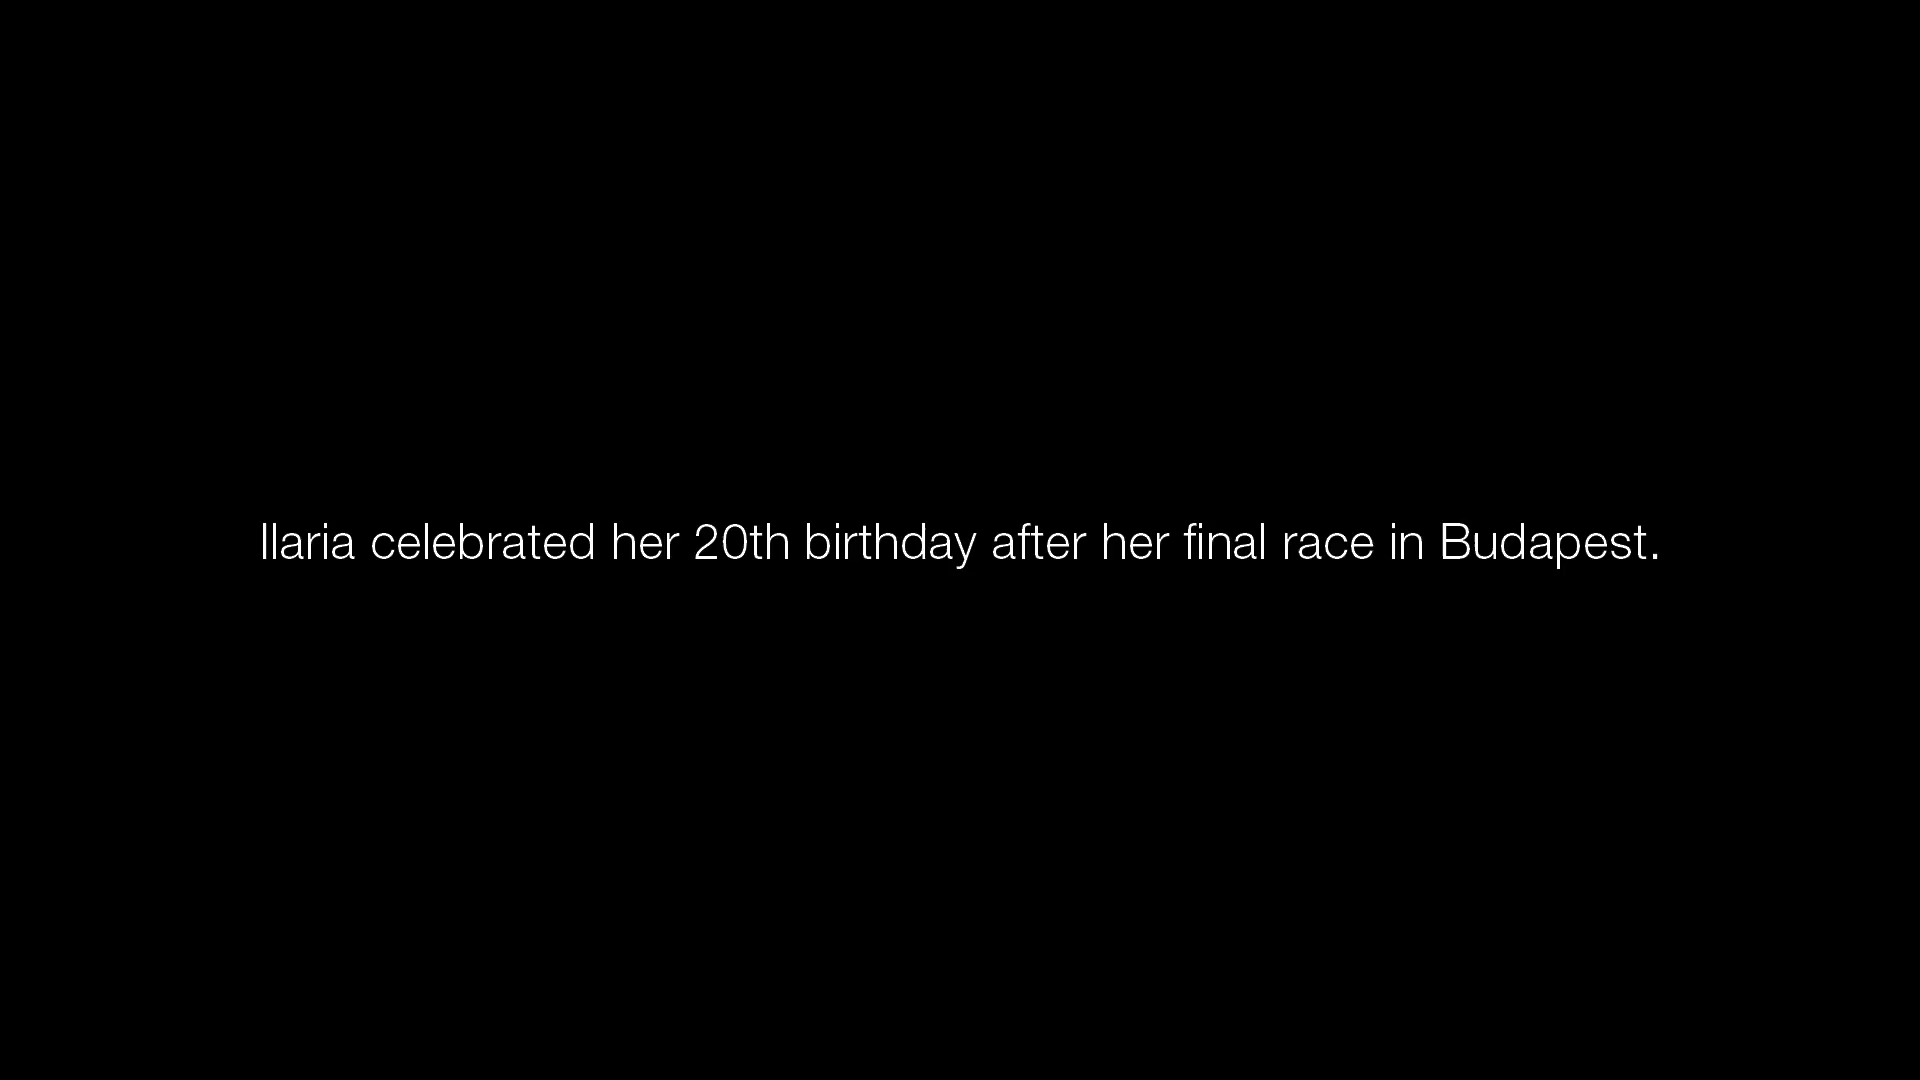 Ilaria celebrated her 20th birthday after her final race in Budapest.